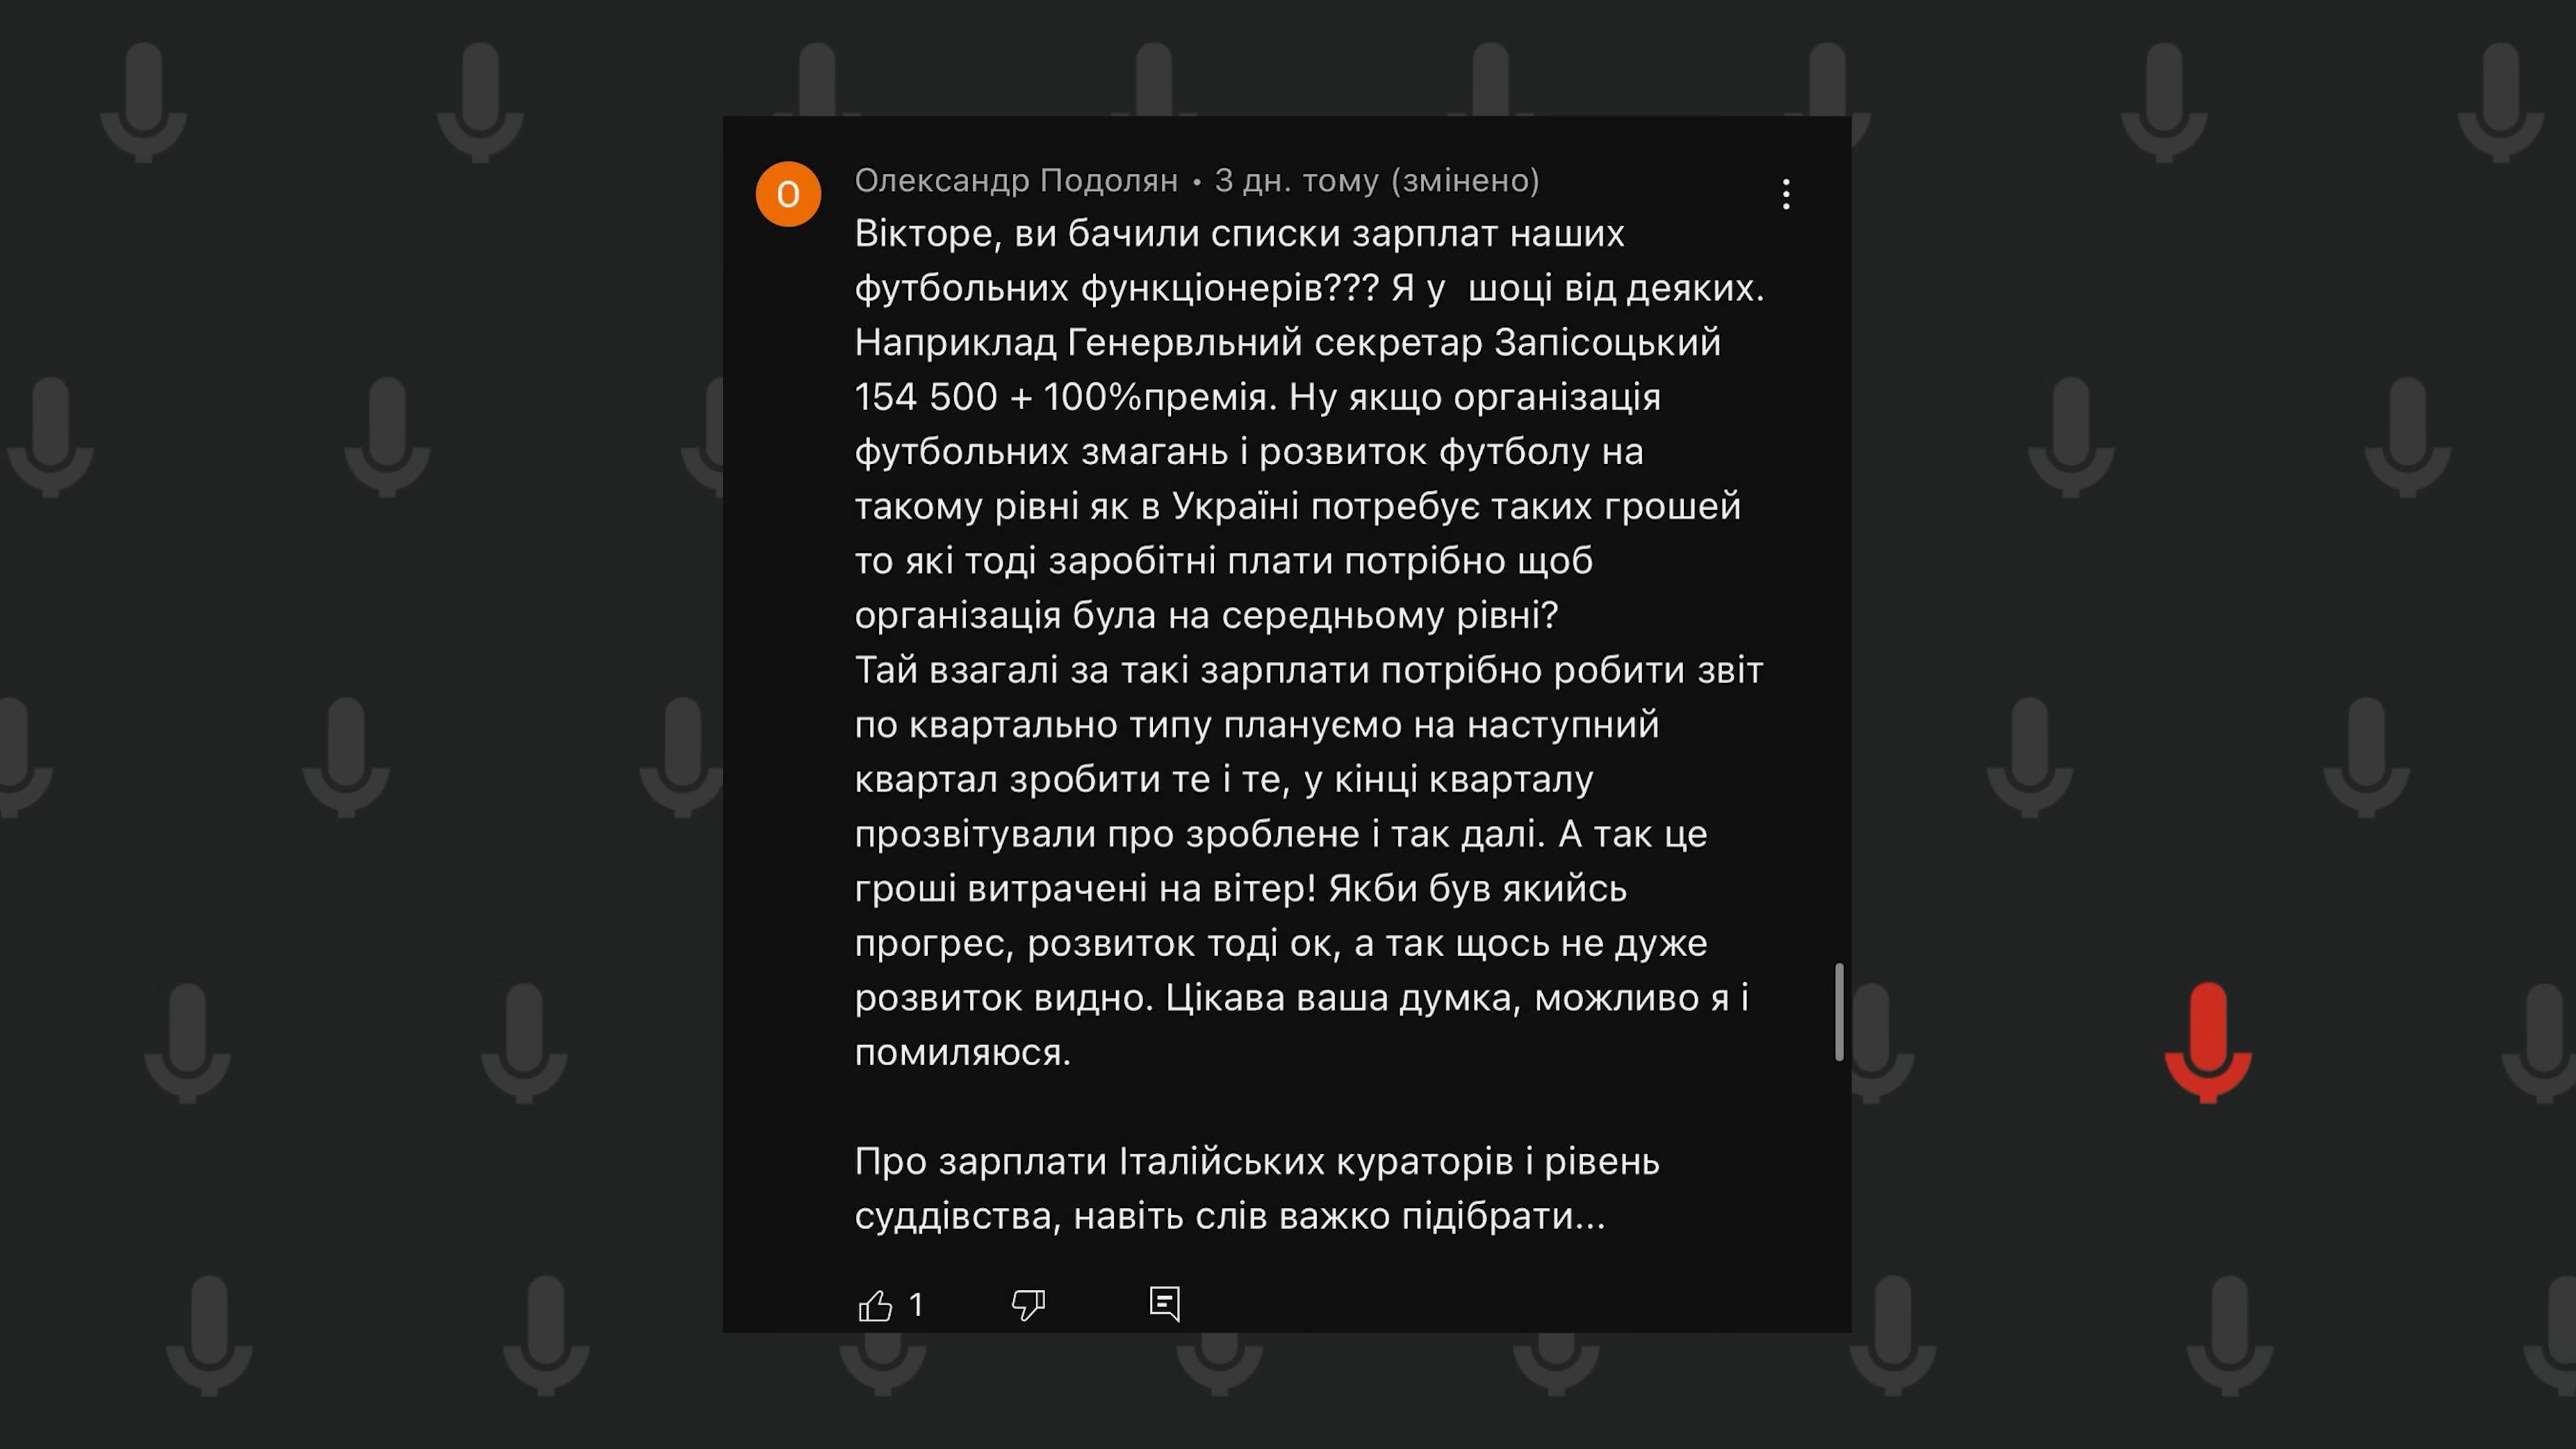 О
Олександр Подолян • 3 дн. тому (змінено)
Вікторе, ви бачили списки зарплат наших
футбольних функціонерів??? Я у  шоці від деяких.
Наприклад Генервльний секретар Запісоцький
154 500 + 100%премія. Ну якщо організація
футбольних змагань і розвиток футболу на
такому рівні як в Україні потребує таких грошей
то які тоді заробітні плати потрібно щоб
організація була на середньому рівні?
Тай взагалі за такі зарплати потрібно робити звіт
по квартально типу плануємо на наступний
квартал зробити те і те, у кінці кварталу
прозвітували про зроблене і так далі. А так це
гроші витрачені на вітер! Якби був якийсь
прогрес, розвиток тоді ок, а так щось не дуже
розвиток видно. Цікава ваша думка, можливо я і
помиляюся.
Про зарплати Італійських кураторів і рівень
суддівства, навіть слів важко підібрати...
1